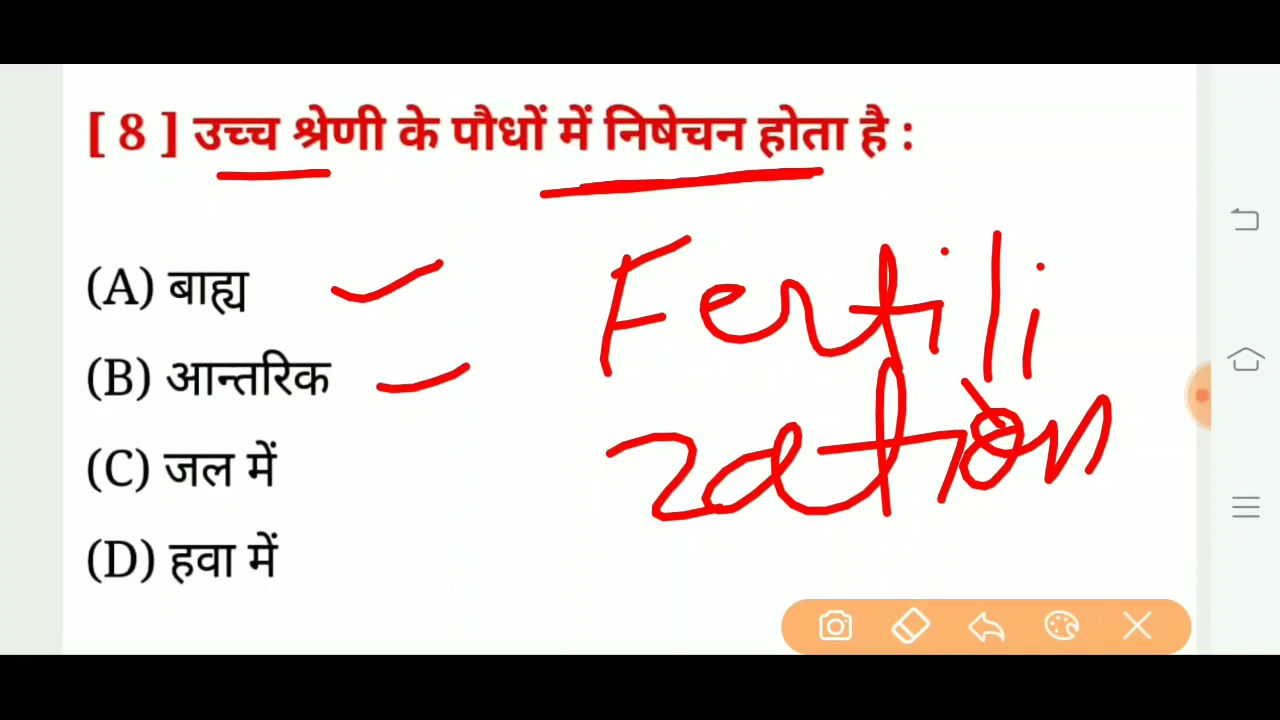 [ 8 ] उच्च श्रेणी के पौधों में निषेचन होता है :
(A) बाह्य
(B) आन्तरिक
(C) जल में
(D) हवा में
Fertili
zation